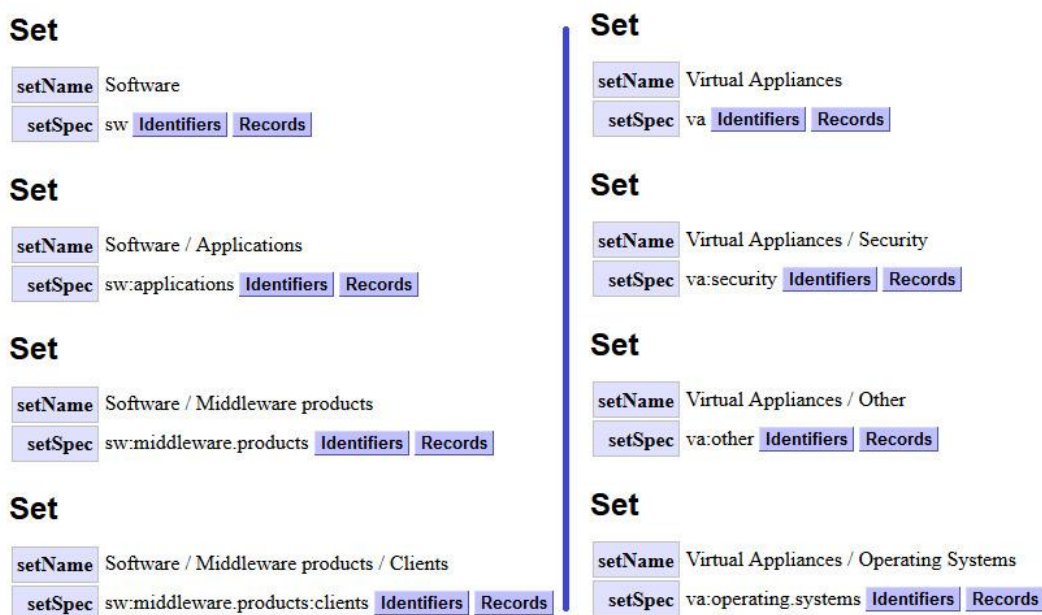 Set
setName Software
setSpec sw Identifiers Records
Set
setName Software / Applications
setSpec sw:applications Identifiers Records
Set
setName Software / Middleware products
setSpec sw:middleware.products Identifiers Records
Set
setName Software / Middleware products / Clients
setSpec sw:middleware.products:clients Identifiers Records
Set
setName Virtual Appliances
setSpec va Identifiers Records
Set
setName Virtual Appliances / Security
setSpec va:security Identifiers Records
Set
setName Virtual Appliances / Other
setSpec va:other Identifiers Records
Set
setName Virtual Appliances / Operating Systems
setSpec va:operating.systems Identifiers Records